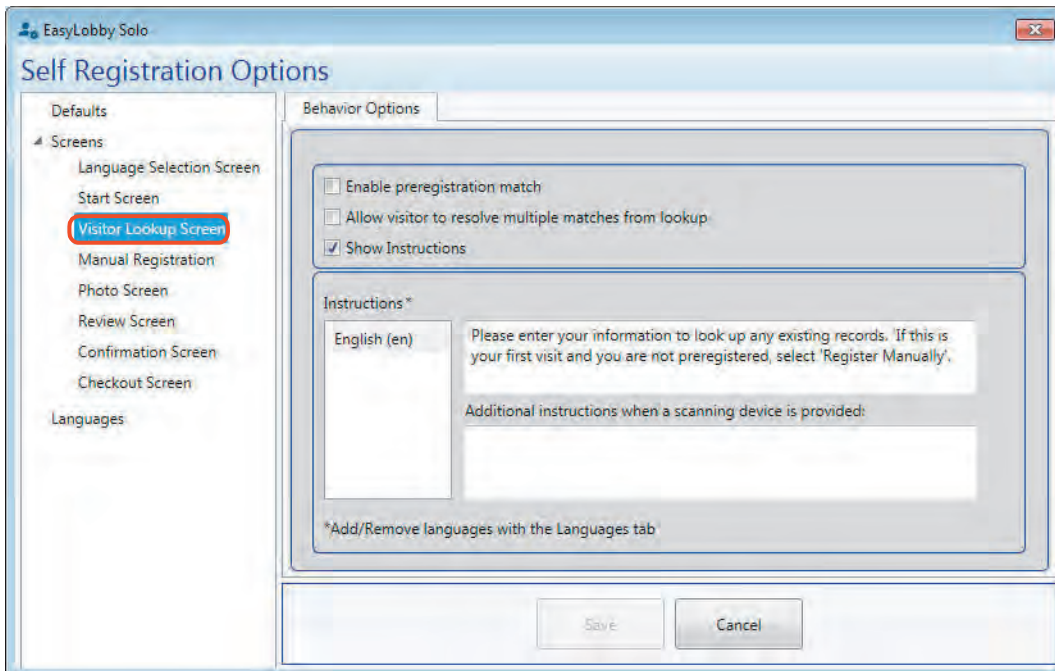 EasyLobby Solo
Self Registration Options
Defaults
Screens
Language Selection Screen
Start Screen
Visitor Lookup Screen
Manual Registration
Photo Screen
Review Screen
Confirmation Screen
Checkout Screen
Languages
Behavior Options
Enable preregistration match
Allow visitor to resolve multiple matches from lookup
Show Instructions
Instructions*
English (en)
Please enter your information to look up any existing records. 'If this is
your first visit and you are not preregistered, select 'Register Manually'.
Additional instructions when a scanning device is provided:
*Add/Remove languages with the Languages tab
Save
Cancel